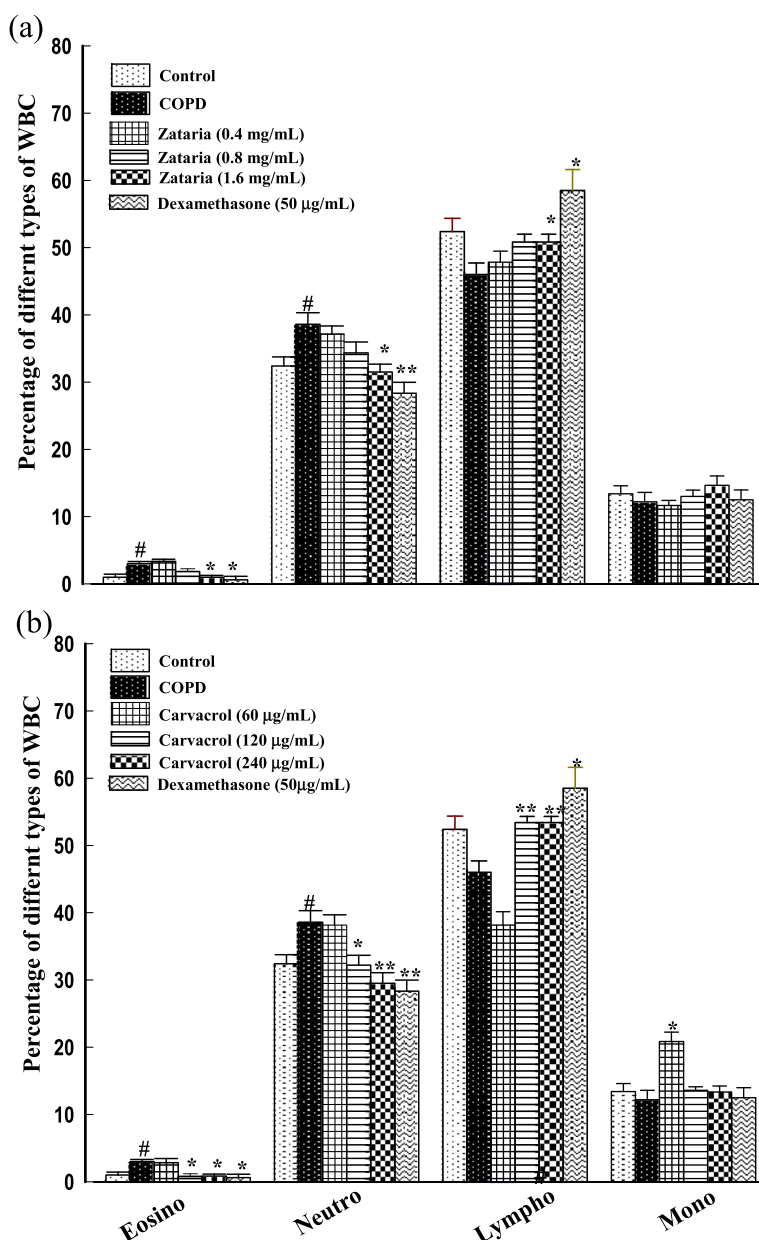 (a)
80
70
60
50
40
30
20
10
0
Percentage of differnt types of WBC
Control
COPD
Zataria (0.4 mg/mL)
Zataria (0.8 mg/mL)
Zataria (1.6 mg/mL)
Dexamethasone (50 µg/mL)
#
*
*
#
*
**
*
*
(b)
80
70
60
50
40
30
20
10
0
Percentage of differnt types of WBC
Control
COPD
Carvacrol (60 µg/mL)
Carvacrol (120 µg/mL)
Carvacrol (240 µg/mL)
Dexamethasone (50µg/mL)
#
*
*
*
#
*
**
**
**
**
*
*
#
Eosino
Neutro
Lympho
Mono